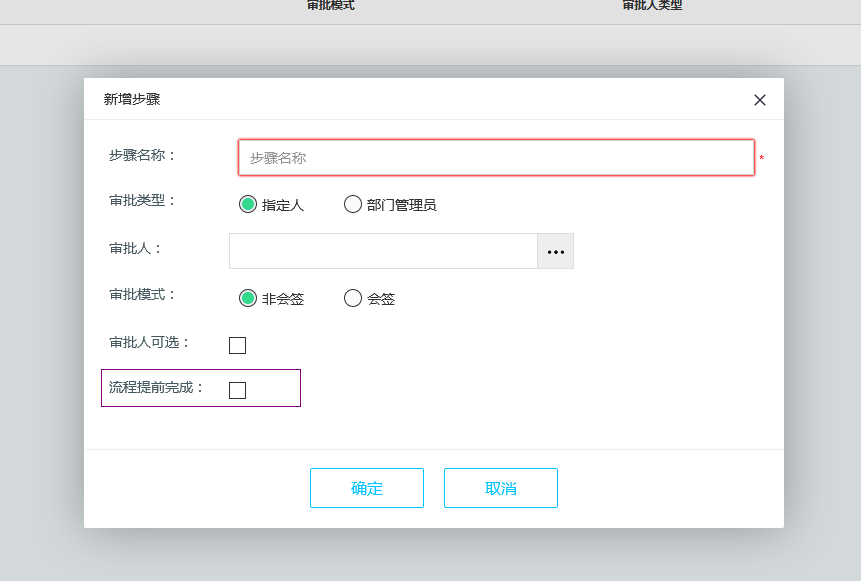 审批模式 审批人类型
新增步骤
步骤名称： 步骤名称 *
审批类型： 指定人 部门管理员
审批人： ...
审批模式： 非会签 会签
审批人可选：
流程提前完成：
确定 取消